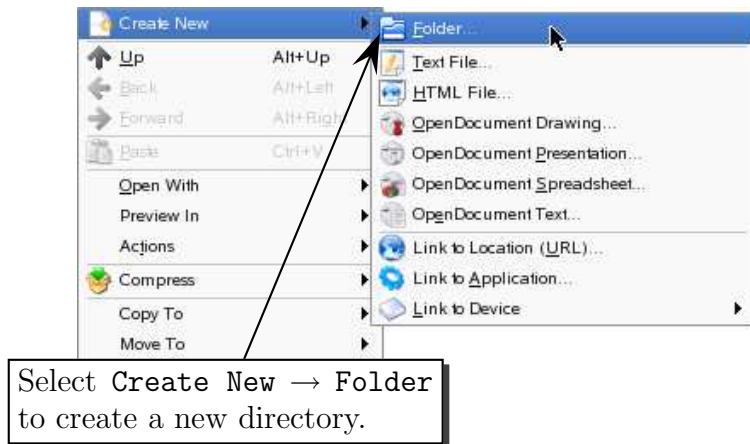 Create New
Up Alt+Up
Back Alt+Left
Forward Alt+Righ
Paste Ctrl+V
Open With
Preview In
Actions
Compress
Copy To
Move To
Folder...
Text File...
HTML File...
OpenDocument Drawing...
OpenDocument Presentation...
OpenDocument Spreadsheet...
OpenDocument Text...
Link to Location (URL)...
Link to Application...
Link to Device
Select Create New → Folder
to create a new directory.